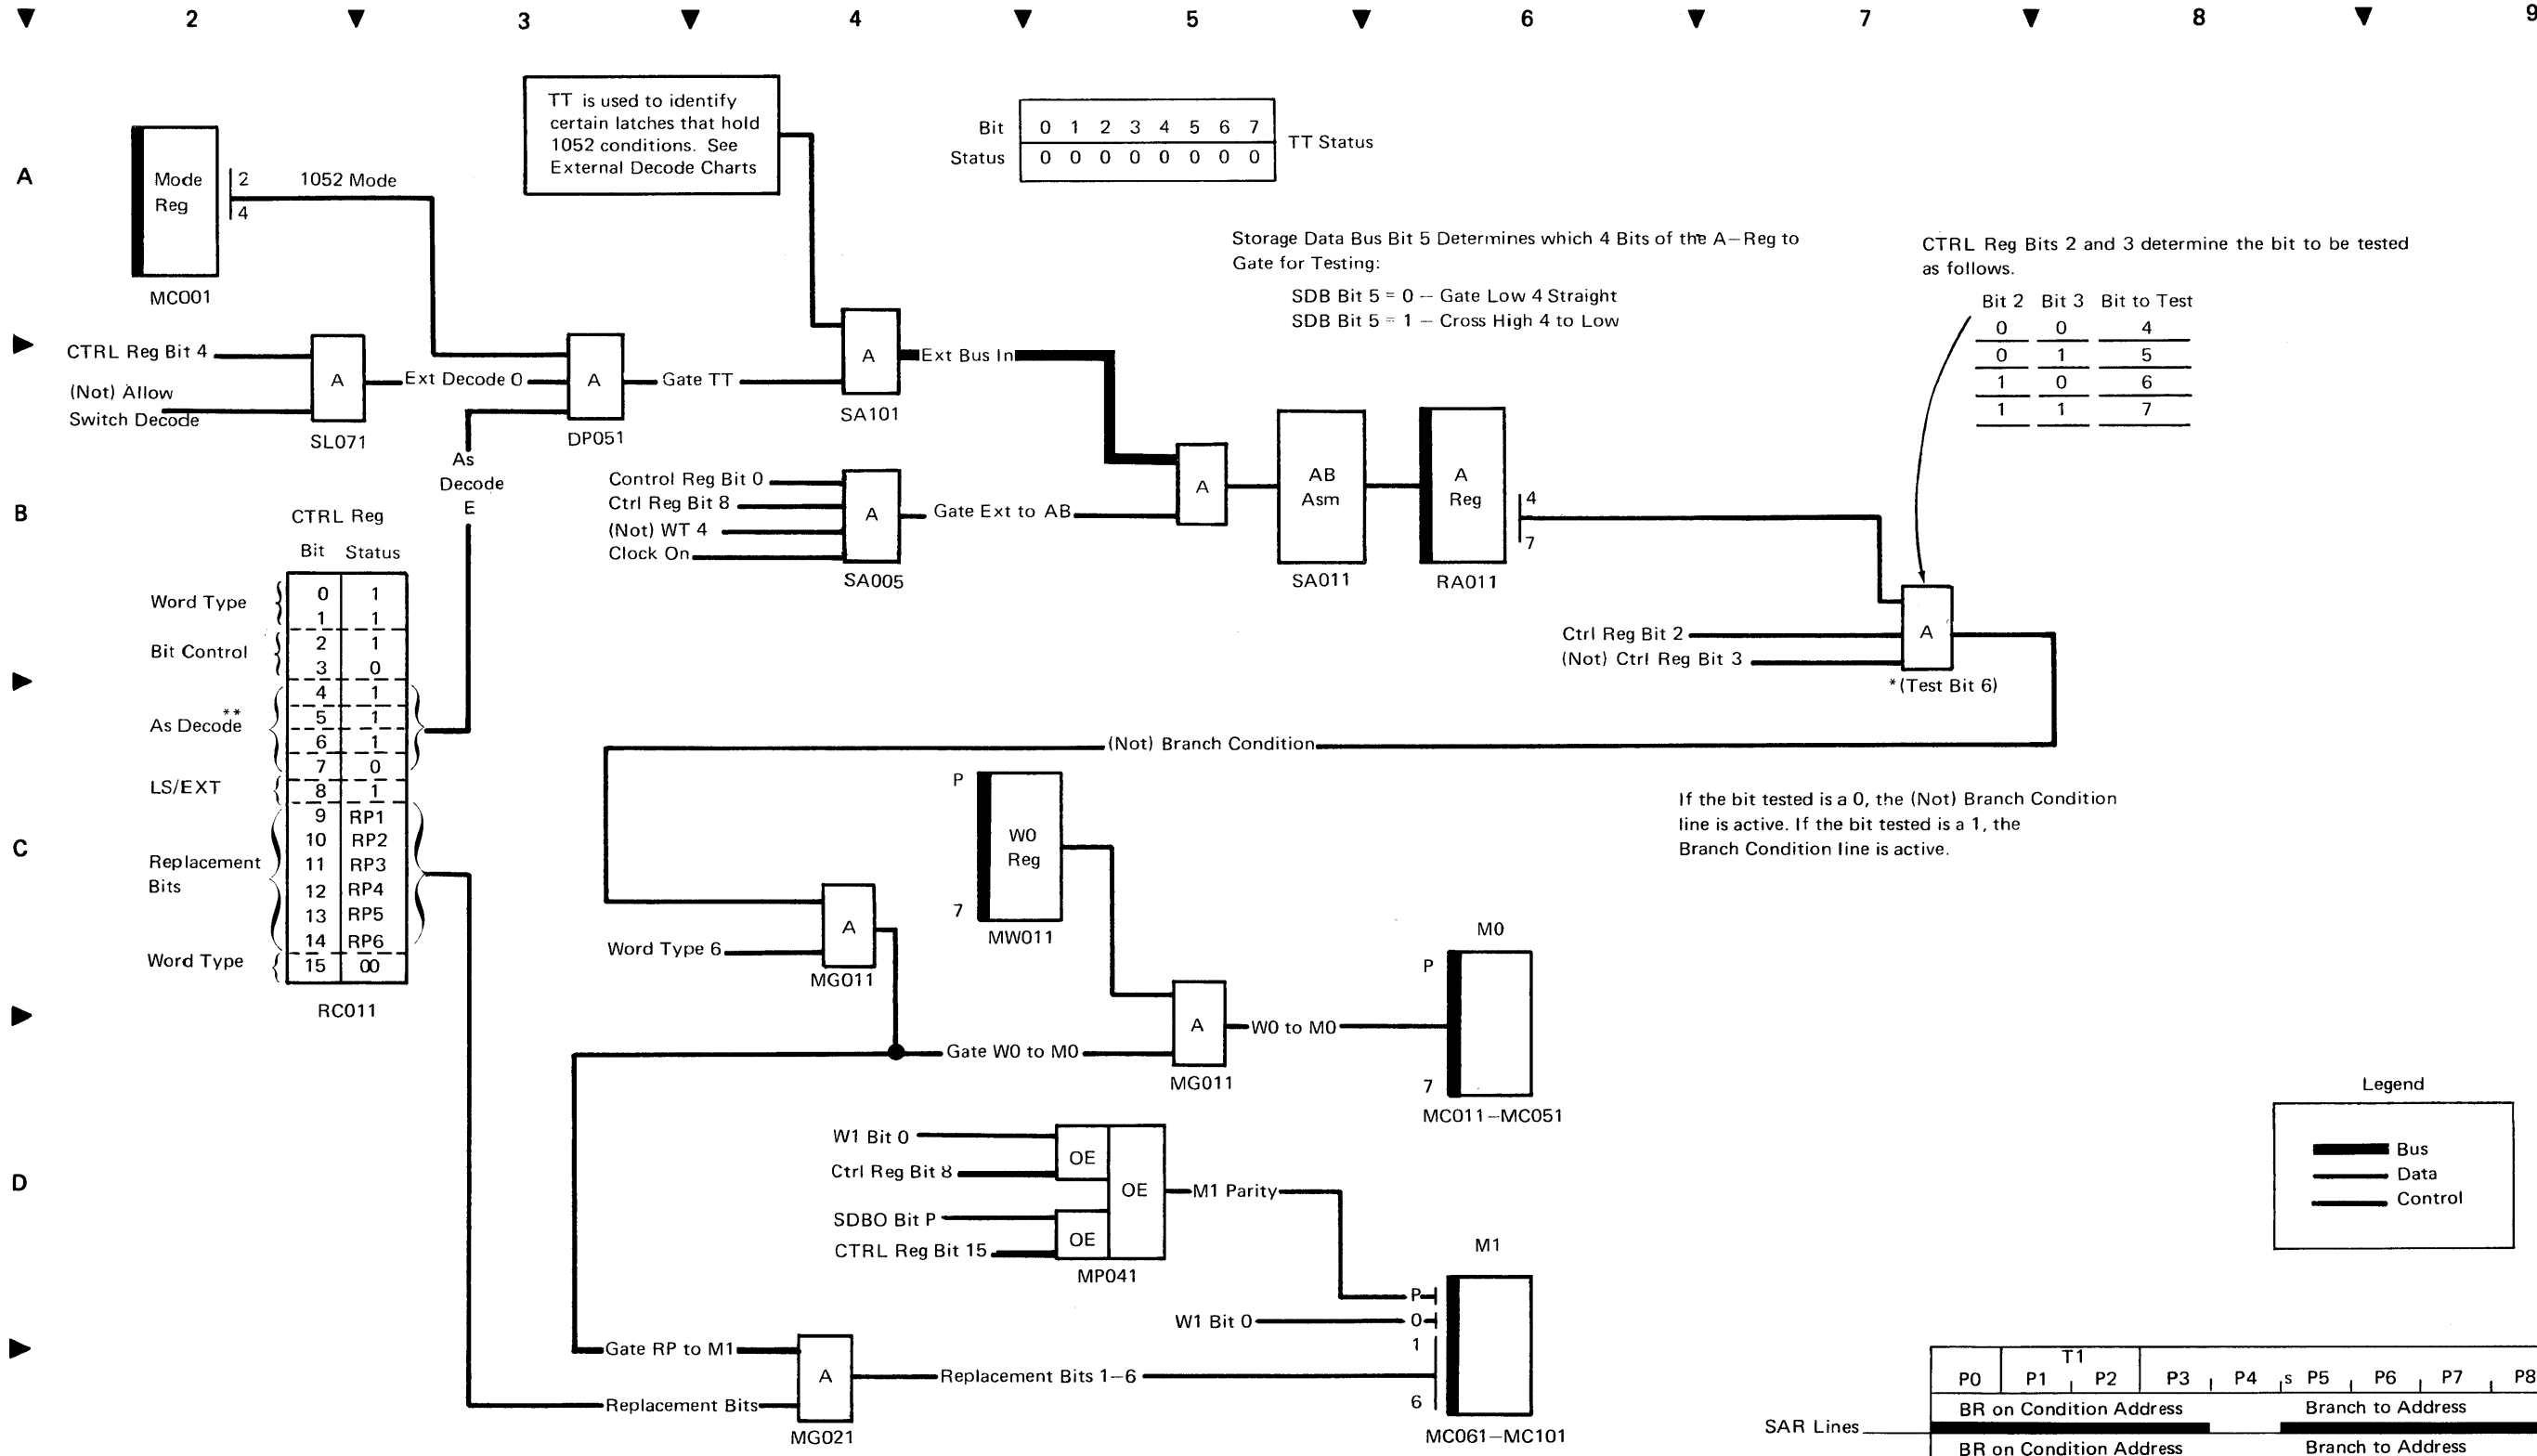 2 3 4 5 6 7 8 9
A
B
C
D
TT is used to identify
certain latches that hold
1052 conditions. See
External Decode Charts
Bit 0 1 2 3 4 5 6 7
Status 0 0 0 0 0 0 0 0
TT Status
Mode
Reg
2
4
1052 Mode
MC001
Storage Data Bus Bit 5 Determines which 4 Bits of the A–Reg to
Gate for Testing:
SDB Bit 5 = 0 – Gate Low 4 Straight
SDB Bit 5 = 1 – Cross High 4 to Low
CTRL Reg Bits 2 and 3 determine the bit to be tested
as follows.
Bit 2 Bit 3 Bit to Test
0 0 4
0 1 5
1 0 6
1 1 7
CTRL Reg Bit 4
(Not) Allow
Switch Decode
A
SL071
Ext Decode 0
A
DP051
Gate TT
A
SA101
Ext Bus In
As
Decode
E
Control Reg Bit 0
Ctrl Reg Bit 8
(Not) WT 4
Clock On
A
SA005
Gate Ext to AB
A
AB
Asm
SA011
A
Reg
4
7
RA011
CTRL Reg
Bit Status
Word Type
0 1
1 1
Bit Control
2 1
3 0
As Decode**
4 1
5 1
6 1
7 0
LS/EXT
8 1
Replacement
Bits
9 RP1
10 RP2
11 RP3
12 RP4
13 RP5
14 RP6
Word Type
15 00
RC011
Ctrl Reg Bit 2
(Not) Ctrl Reg Bit 3
A
*(Test Bit 6)
(Not) Branch Condition
If the bit tested is a 0, the (Not) Branch Condition
line is active. If the bit tested is a 1, the
Branch Condition line is active.
P
W0
Reg
7
MW011
Word Type 6
A
MG011
Gate W0 to M0
A
MG011
W0 to M0
M0
P
7
MC011–MC051
W1 Bit 0
Ctrl Reg Bit 8
SDBO Bit P
CTRL Reg Bit 15
OE
OE
OE
MP041
M1 Parity
M1
P
W1 Bit 0
0
1
6
MC061–MC101
Gate RP to M1
Replacement Bits
A
MG021
Replacement Bits 1–6
Legend
Bus
Data
Control
T1
P0 P1 P2 P3 P4 s P5 P6 P7 P8
BR on Condition Address Branch to Address
SAR Lines
BR on Condition Address Branch to Address